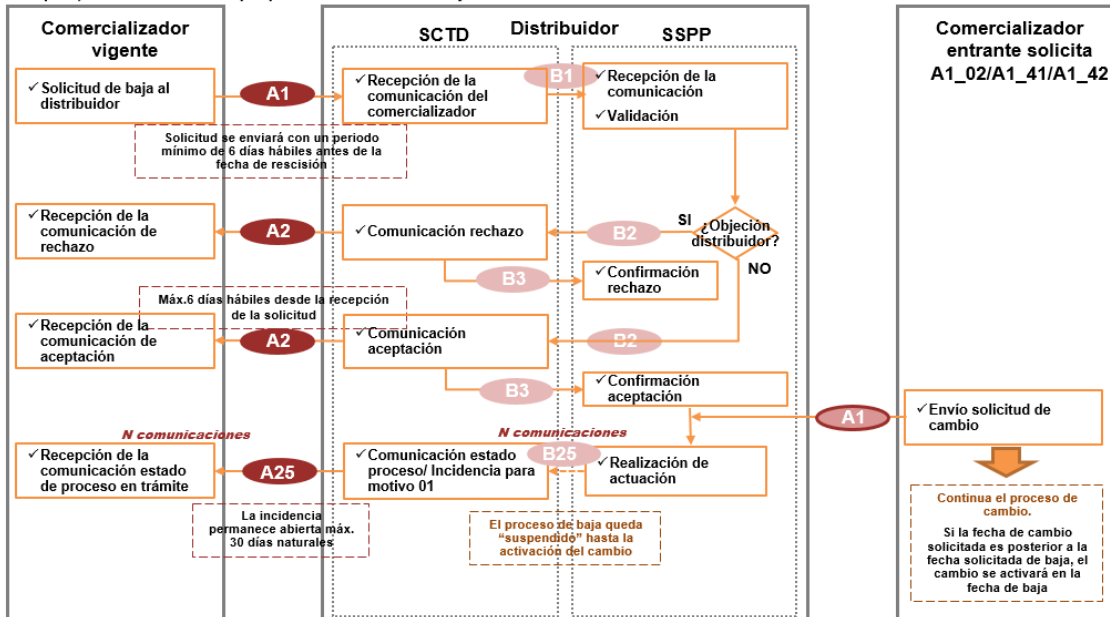 Comercializador
vigente
Distribuidor
SCTD
SSPP
Comercializador
entrante solicita
A1_02/A1_41/A1_42
✓ Solicitud de baja al
distribuidor
A1
✓ Recepción de la
comunicación del
comercializador
B1
✓ Recepción de la
comunicación
✓ Validación
Solicitud se enviará con un periodo
mínimo de 6 días hábiles antes de la
fecha de rescisión
✓ Recepción de la
comunicación de
rechazo
A2
✓ Comunicación rechazo
B2
SI
¿Objeción
distribuidor?
NO
B3
✓ Confirmación
rechazo
Máx.6 días hábiles desde la recepción
de la solicitud
✓ Recepción de la
comunicación de
aceptación
A2
✓ Comunicación
aceptación
B2
B3
✓ Confirmación
aceptación
A1
✓ Envío solicitud de
cambio
N comunicaciones
N comunicaciones
✓ Recepción de la
comunicación estado
de proceso en trámite
A25
✓ Comunicación estado
proceso/ Incidencia para
motivo 01
B25
✓ Realización de
actuación
La incidencia
permanece abierta máx.
30 días naturales
El proceso de baja queda
“suspendido” hasta la
activación del cambio
Continua el proceso de
cambio.
Si la fecha de cambio
solicitada es posterior a la
fecha solicitada de baja, el
cambio se activará en la
fecha de baja